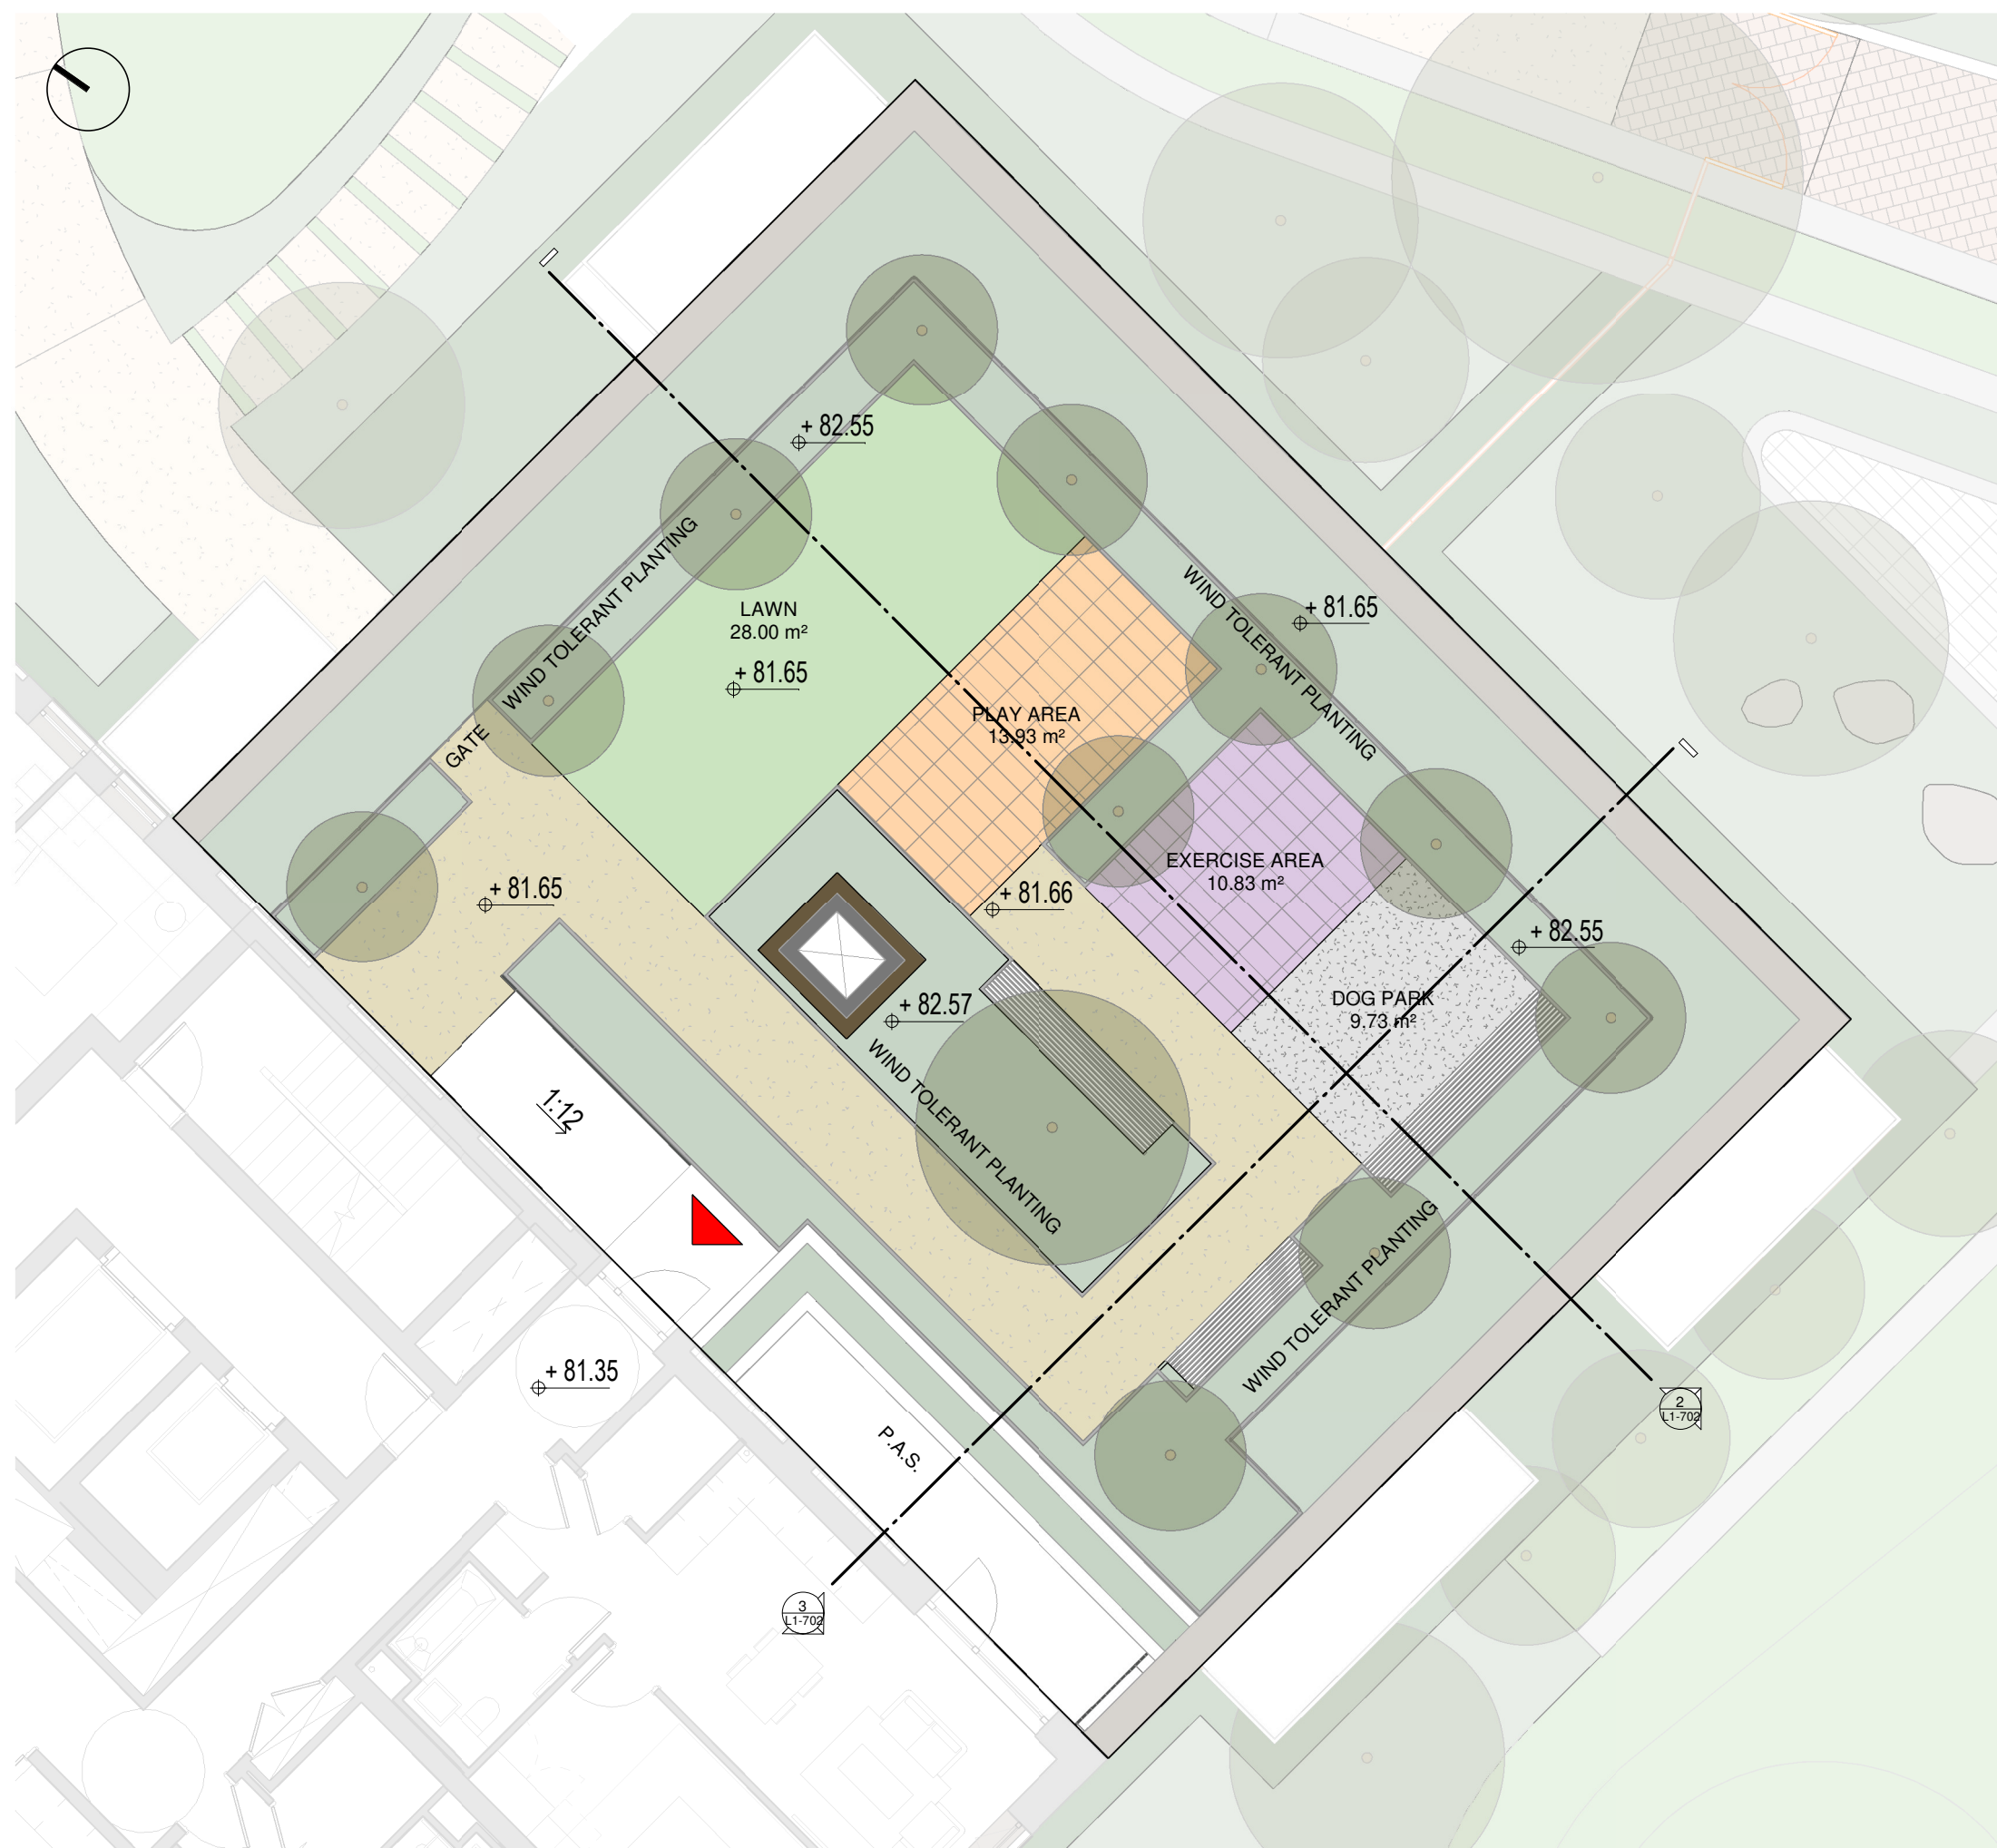 + 82.55
WIND TOLERANT PLANTING
LAWN
28.00 m²
+ 81.65
WIND TOLERANT PLANTING
+ 81.65
GATE
PLAY AREA
13.93 m²
EXERCISE AREA
10.83 m²
+ 81.65
+ 81.66
+ 82.55
DOG PARK
9.73 m²
+ 82.57
WIND TOLERANT PLANTING
1:12
WIND TOLERANT PLANTING
+ 81.35
2
L1-702
P.A.S.
3
L1-702